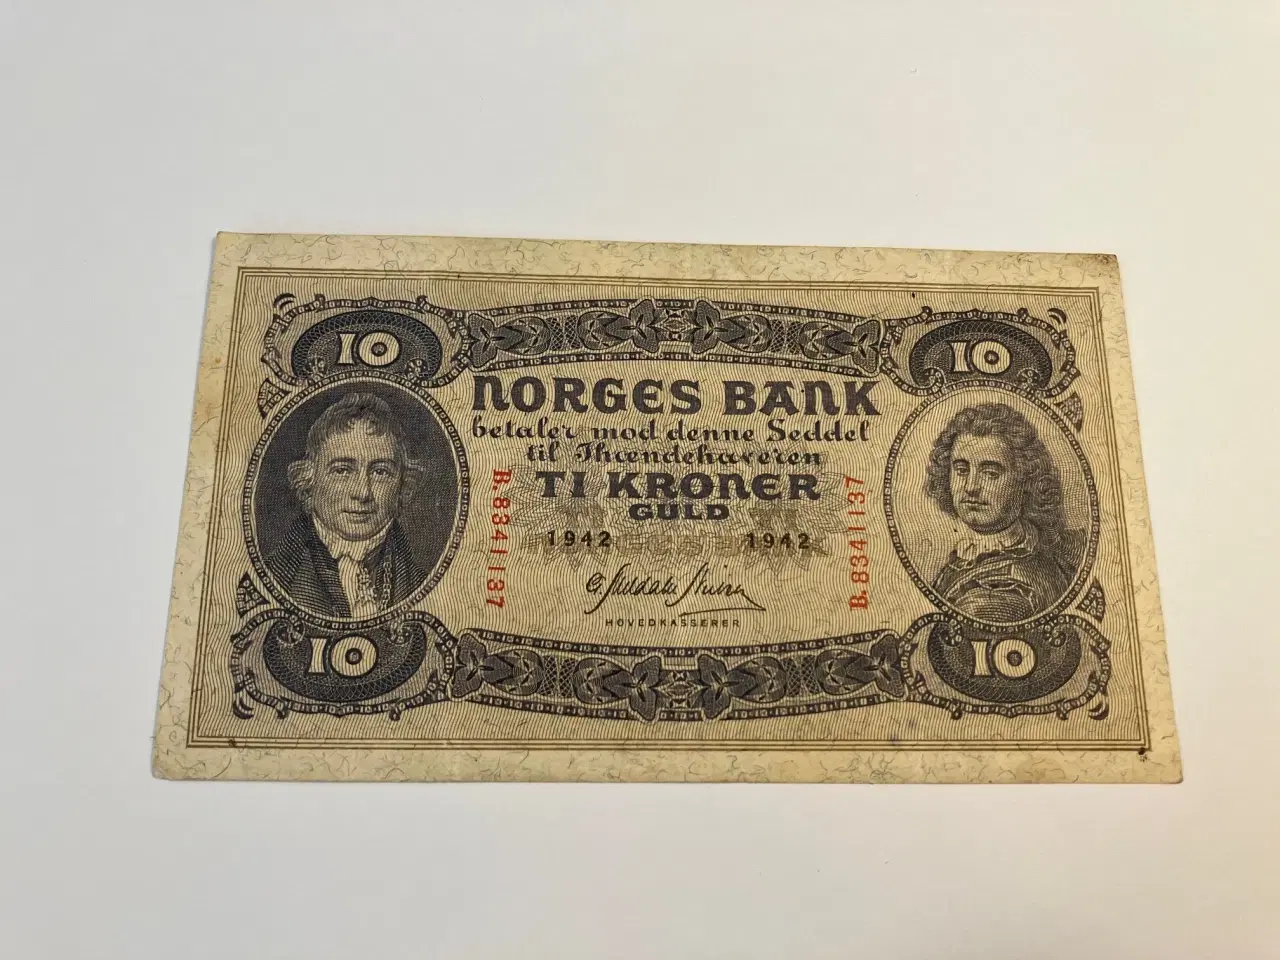 10
10
NORGES BANK
betaler mod denne Seddel
til Ihændehaveren
TI KRONER
GULD
1942 1942
B.8341137
B.8341137
HOVEDKASSERER
10
10